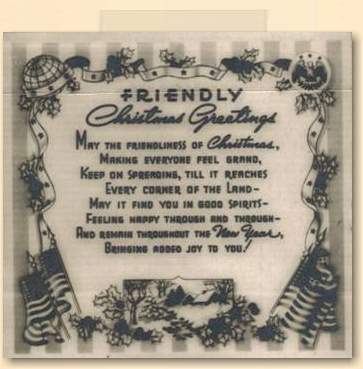 FRIENDLY
Christmas Greetings
MAY THE FRIENDLINESS OF Christmas,
MAKING EVERYONE FEEL GRAND,
KEEP ON SPREADING, TILL IT REACHES
EVERY CORNER OF THE LAND—
MAY IT FIND YOU IN GOOD SPIRITS—
FEELING HAPPY THROUGH AND THROUGH—
AND REMAIN THROUGHOUT THE New Year,
BRINGING ADDED JOY TO YOU!